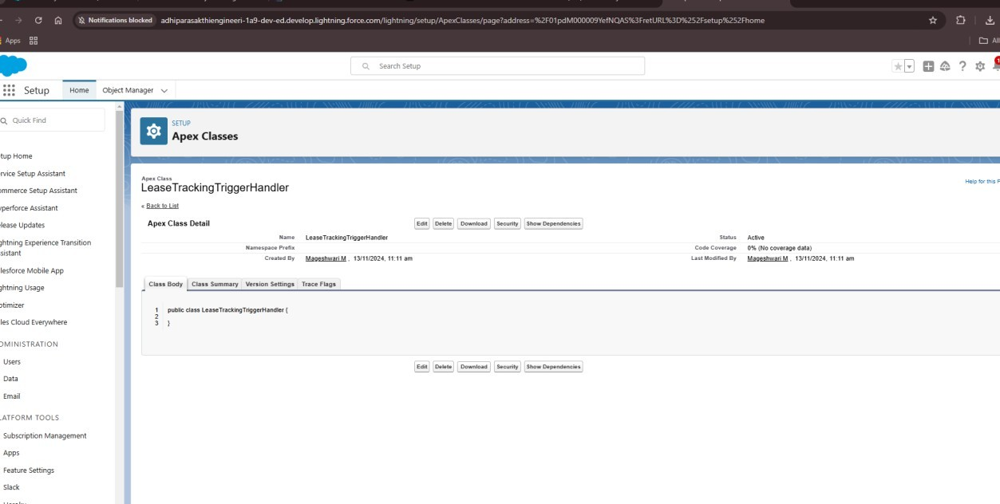 Notifications blocked
adhiparasakthiengineeri-1a9-dev-ed.develop.lightning.force.com/lightning/setup/ApexClasses/page?address=%2F01pdM000009YefNQAS%3FretURL%3D%252Fsetup%252Fhome
Apps
All
Search Setup
Setup Home Object Manager
Quick Find
tup Home
rvice Setup Assistant
ommerce Setup Assistant
yperforce Assistant
elease Updates
ghtning Experience Transition
sistant
lesforce Mobile App
ghtning Usage
ptimizer
les Cloud Everywhere
DMINISTRATION
Users
Data
Email
LATFORM TOOLS
Subscription Management
Apps
Feature Settings
Slack
SETUP
Apex Classes
Apex Class
LeaseTrackingTriggerHandler
Help for this P
« Back to List
Apex Class Detail Edit Delete Download Security Show Dependencies
Name LeaseTrackingTriggerHandler Status Active
Namespace Prefix Code Coverage 0% (No coverage data)
Created By Mageshwari M , 13/11/2024, 11:11 am Last Modified By Mageshwari M , 13/11/2024, 11:11 am
Class Body Class Summary Version Settings Trace Flags
1 public class LeaseTrackingTriggerHandler {
2
3 }
Edit Delete Download Security Show Dependencies